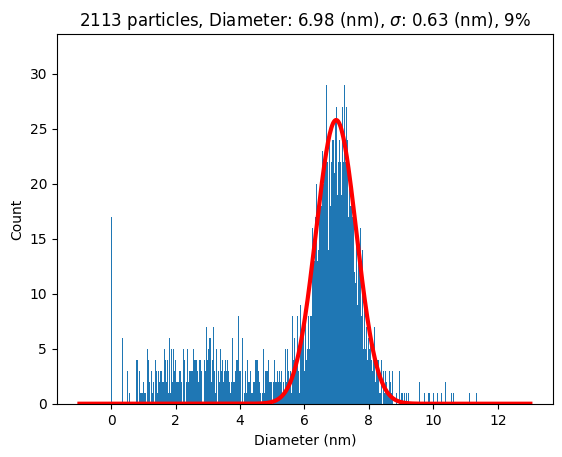 2113 particles, Diameter: 6.98 (nm), σ: 0.63 (nm), 9%
30
25
20
15
10
5
0
Count
0 2 4 6 8 10 12
Diameter (nm)